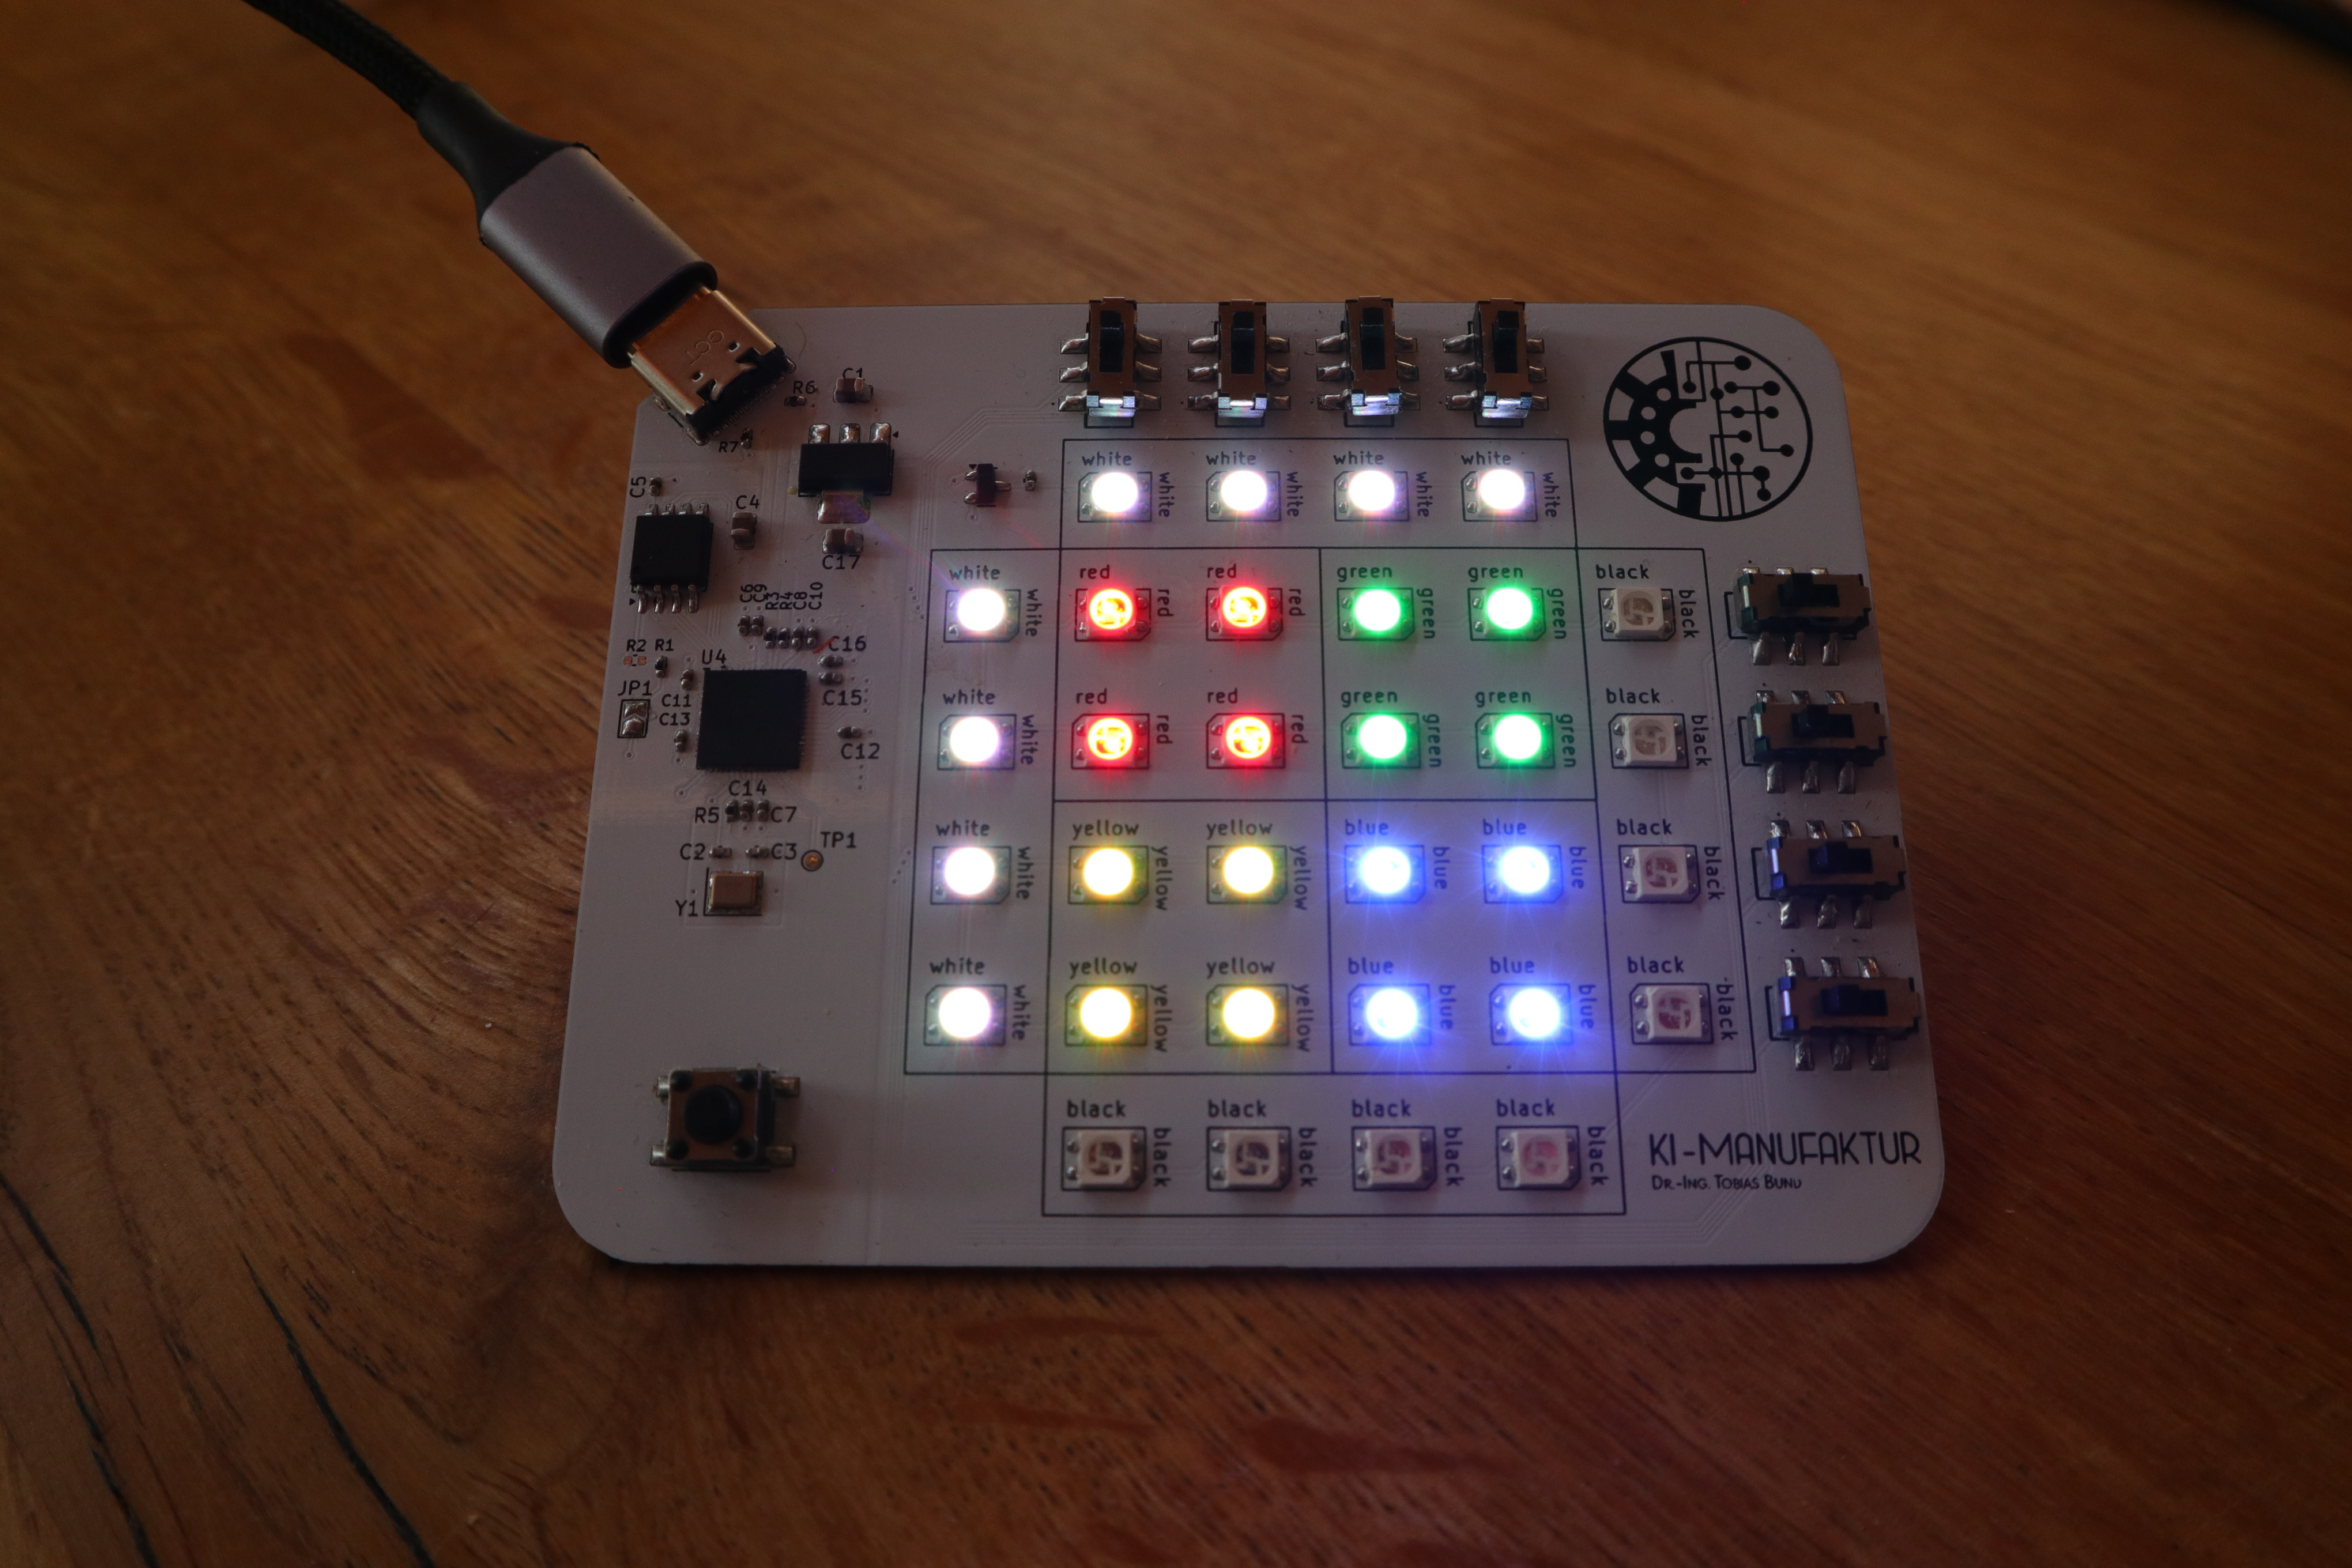 100
C1
R6
R7
C5
C4
C17
C6
C9
R3
R4
C8
C10
R2 R1
U4
C16
JP1
C11
C13
C15
C12
C14
R5
C7
TP1
C2
C3
Y1
white white white white
white white white white
white red red green green black
white red red green green black
white red red green green black
white red red green green black
white yellow yellow blue blue black
white yellow yellow blue blue black
white yellow yellow blue blue black
white yellow yellow blue blue black
black black black black
black black black black
KI-MANUFAKTUR
DR.-ING. TOBIAS